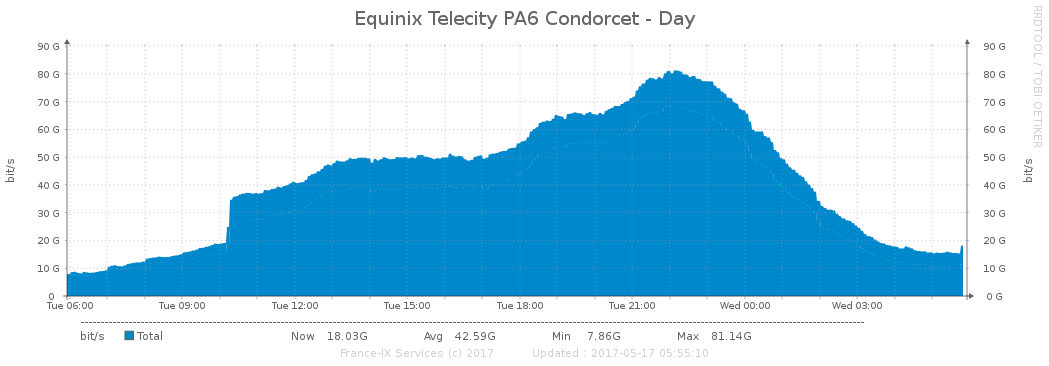 Equinix Telecity PA6 Condorcet - Day
RRDTOOL / TOBI OETIKER
bit/s
90 G
80 G
70 G
60 G
50 G
40 G
30 G
20 G
10 G
0
90 G
80 G
70 G
60 G
50 G
40 G
30 G
20 G
10 G
0 G
bit/s
Tue 06:00 Tue 09:00 Tue 12:00 Tue 15:00 Tue 18:00 Tue 21:00 Wed 00:00 Wed 03:00
bit/s Total Now 18.03G Avg 42.59G Min 7.86G Max 81.14G
France-IX Services (c) 2017 Updated : 2017-05-17 05:55:10